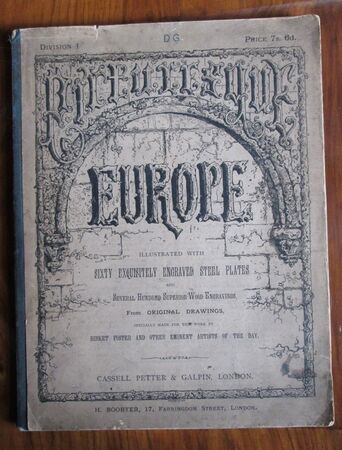 D G
DIVISION 1 PRICE 7s. 6d.
PICTURESQUE
EUROPE
ILLUSTRATED WITH
SIXTY EXQUISITELY ENGRAVED STEEL PLATES
AND
SEVERAL HUNDRED SUPERIOR WOOD ENGRAVINGS,
From ORIGINAL DRAWINGS,
SPECIALLY MADE FOR THIS WORK BY
BIRKET FOSTER AND OTHER EMINENT ARTISTS OF THE DAY.
CASSELL PETTER & GALPIN, LONDON.
H. BOOBYER, 17, FARRINGDON STREET, LONDON.